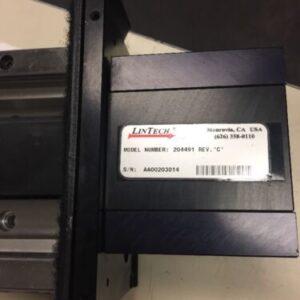 LINTECH®
Monrovia, CA USA
(626) 358-0110
MODEL NUMBER: 204491 REV. "C"
S/N: AA00203014